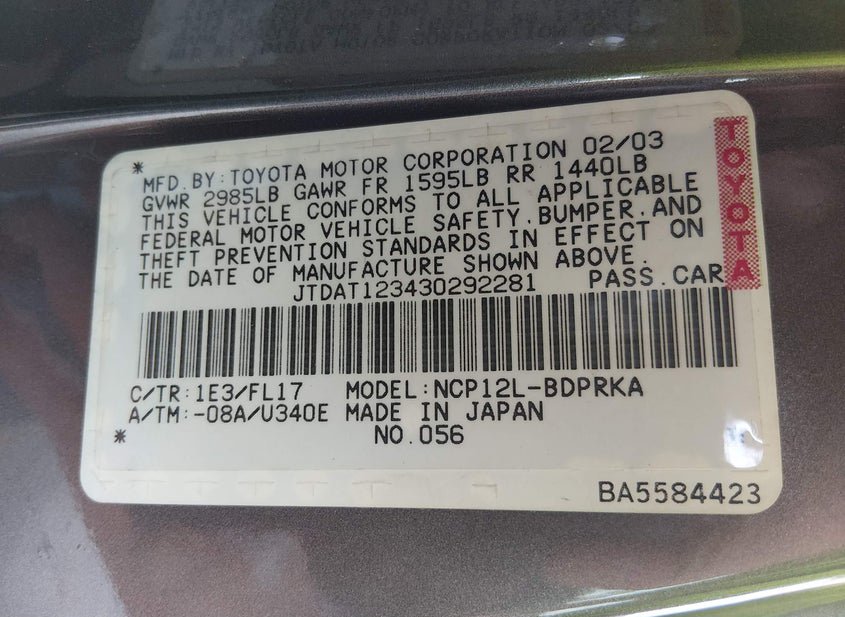 * MFD.BY:TOYOTA MOTOR CORPORATION 02/03
GVWR 2985LB GAWR FR 1595LB RR 1440LB
THIS VEHICLE CONFORMS TO ALL APPLICABLE
FEDERAL MOTOR VEHICLE SAFETY,BUMPER,AND
THEFT PREVENTION STANDARDS IN EFFECT ON
THE DATE OF MANUFACTURE SHOWN ABOVE.
JTDAT123430292281 PASS.CAR
TOYOTA
C/TR:1E3/FL17 MODEL:NCP12L-BDPRKA
A/TM:-08A/U340E MADE IN JAPAN
* NO.056
BA5584423